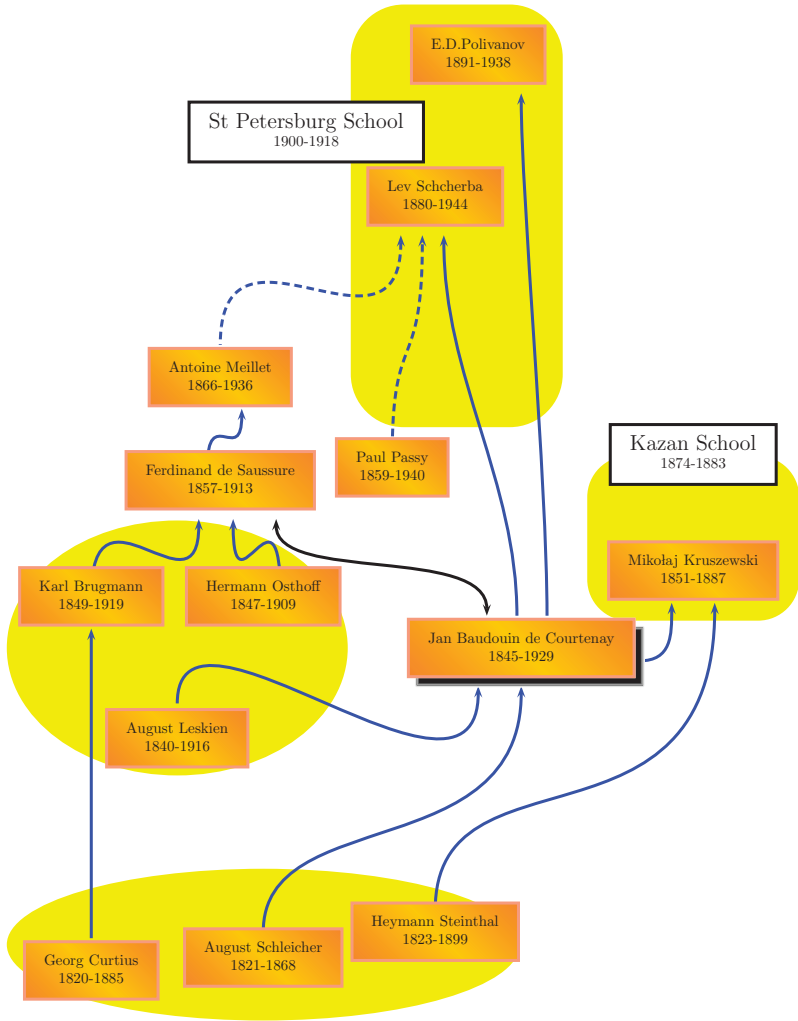 E.D.Polivanov
1891-1938
St Petersburg School
1900-1918
Lev Schcherba
1880-1944
Antoine Meillet
1866-1936
Paul Passy
1859-1940
Kazan School
1874-1883
Ferdinand de Saussure
1857-1913
Mikołaj Kruszewski
1851-1887
Karl Brugmann
1849-1919
Hermann Osthoff
1847-1909
Jan Baudouin de Courtenay
1845-1929
August Leskien
1840-1916
Heymann Steinthal
1823-1899
August Schleicher
1821-1868
Georg Curtius
1820-1885